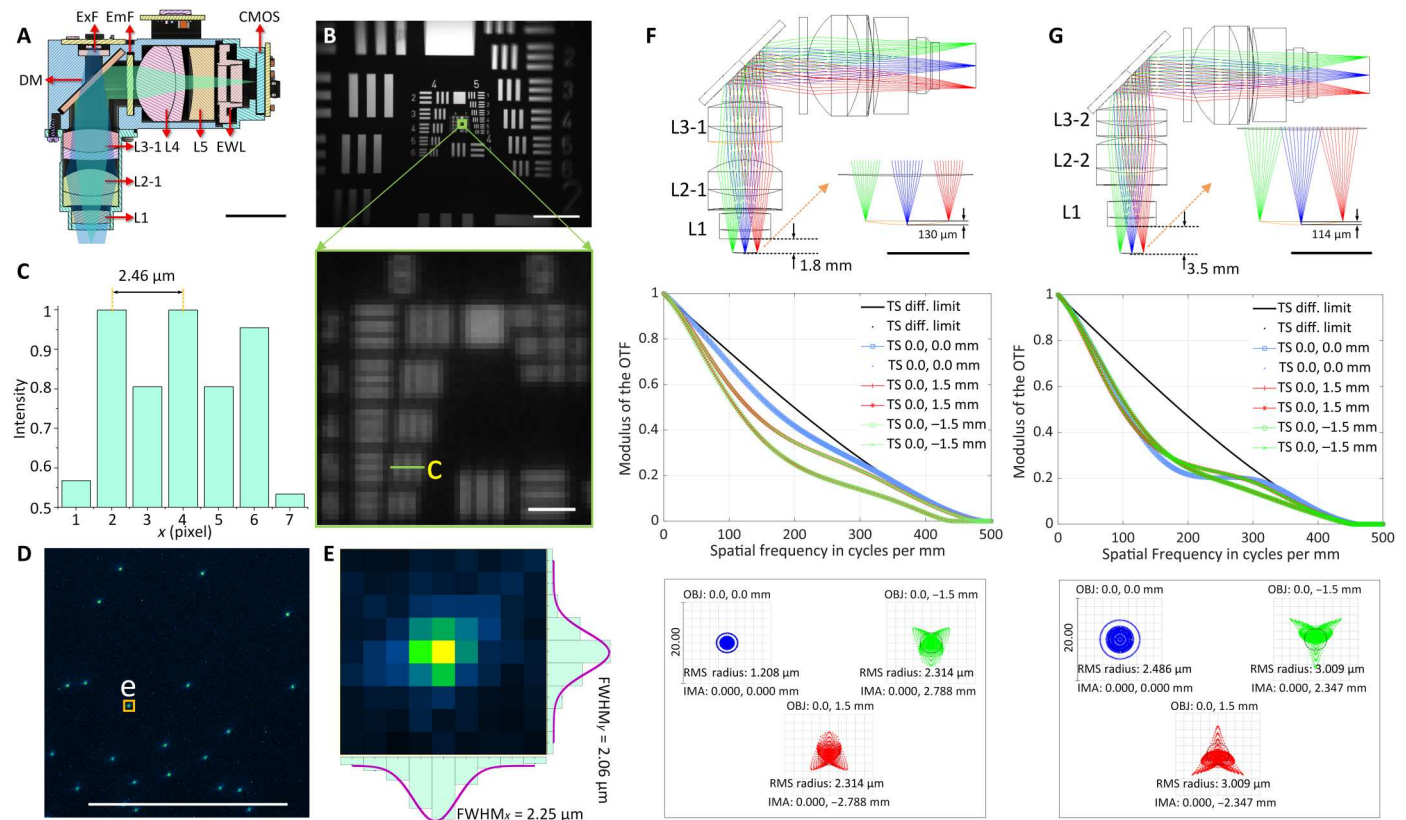 A
ExF
EmF
CMOS
DM
L3-1
L4
L5
EWL
L2-1
L1
B
4
5
2
3
4
5
6
2
C
2.46 µm
Intensity
1
0.9
0.8
0.7
0.6
0.5
1 2 3 4 5 6 7
x (pixel)
C
D
e
E
FWHMy = 2.06 µm
FWHMx = 2.25 µm
F
L3-1
L2-1
L1
130 µm
1.8 mm
1
0.8
0.6
0.4
0.2
0
Modulus of the OTF
TS diff. limit
TS diff. limit
TS 0.0, 0.0 mm
TS 0.0, 0.0 mm
TS 0.0, 1.5 mm
TS 0.0, 1.5 mm
TS 0.0, –1.5 mm
TS 0.0, –1.5 mm
0 100 200 300 400 500
Spatial frequency in cycles per mm
OBJ: 0.0, 0.0 mm
OBJ: 0.0, −1.5 mm
20.00
RMS radius: 1.208 µm
IMA: 0.000, 0.000 mm
RMS radius:
2.314 µm
IMA: 0.000,
2.788 mm
OBJ: 0.0, 1.5 mm
RMS radius:
2.314 µm
IMA: 0.000, −2.788 mm
G
L3-2
L2-2
L1
114 µm
3.5 mm
1
0.8
0.6
0.4
0.2
0
Modulus of the OTF
TS diff. limit
TS diff. limit
TS 0.0, 0.0 mm
TS 0.0, 0.0 mm
TS 0.0, 1.5 mm
TS 0.0, 1.5 mm
TS 0.0, –1.5 mm
TS 0.0, –1.5 mm
0 100 200 300 400 500
Spatial Frequency in cycles per mm
OBJ: 0.0, 0.0 mm
OBJ: 0.0, −1.5 mm
20.00
RMS radius: 2.486 µm
IMA: 0.000, 0.000 mm
RMS radius:
3.009 µm
IMA: 0.000, 2.347 mm
OBJ: 0.0, 1.5 mm
RMS radius:
3.009 µm
IMA: 0.000, −2.347 mm